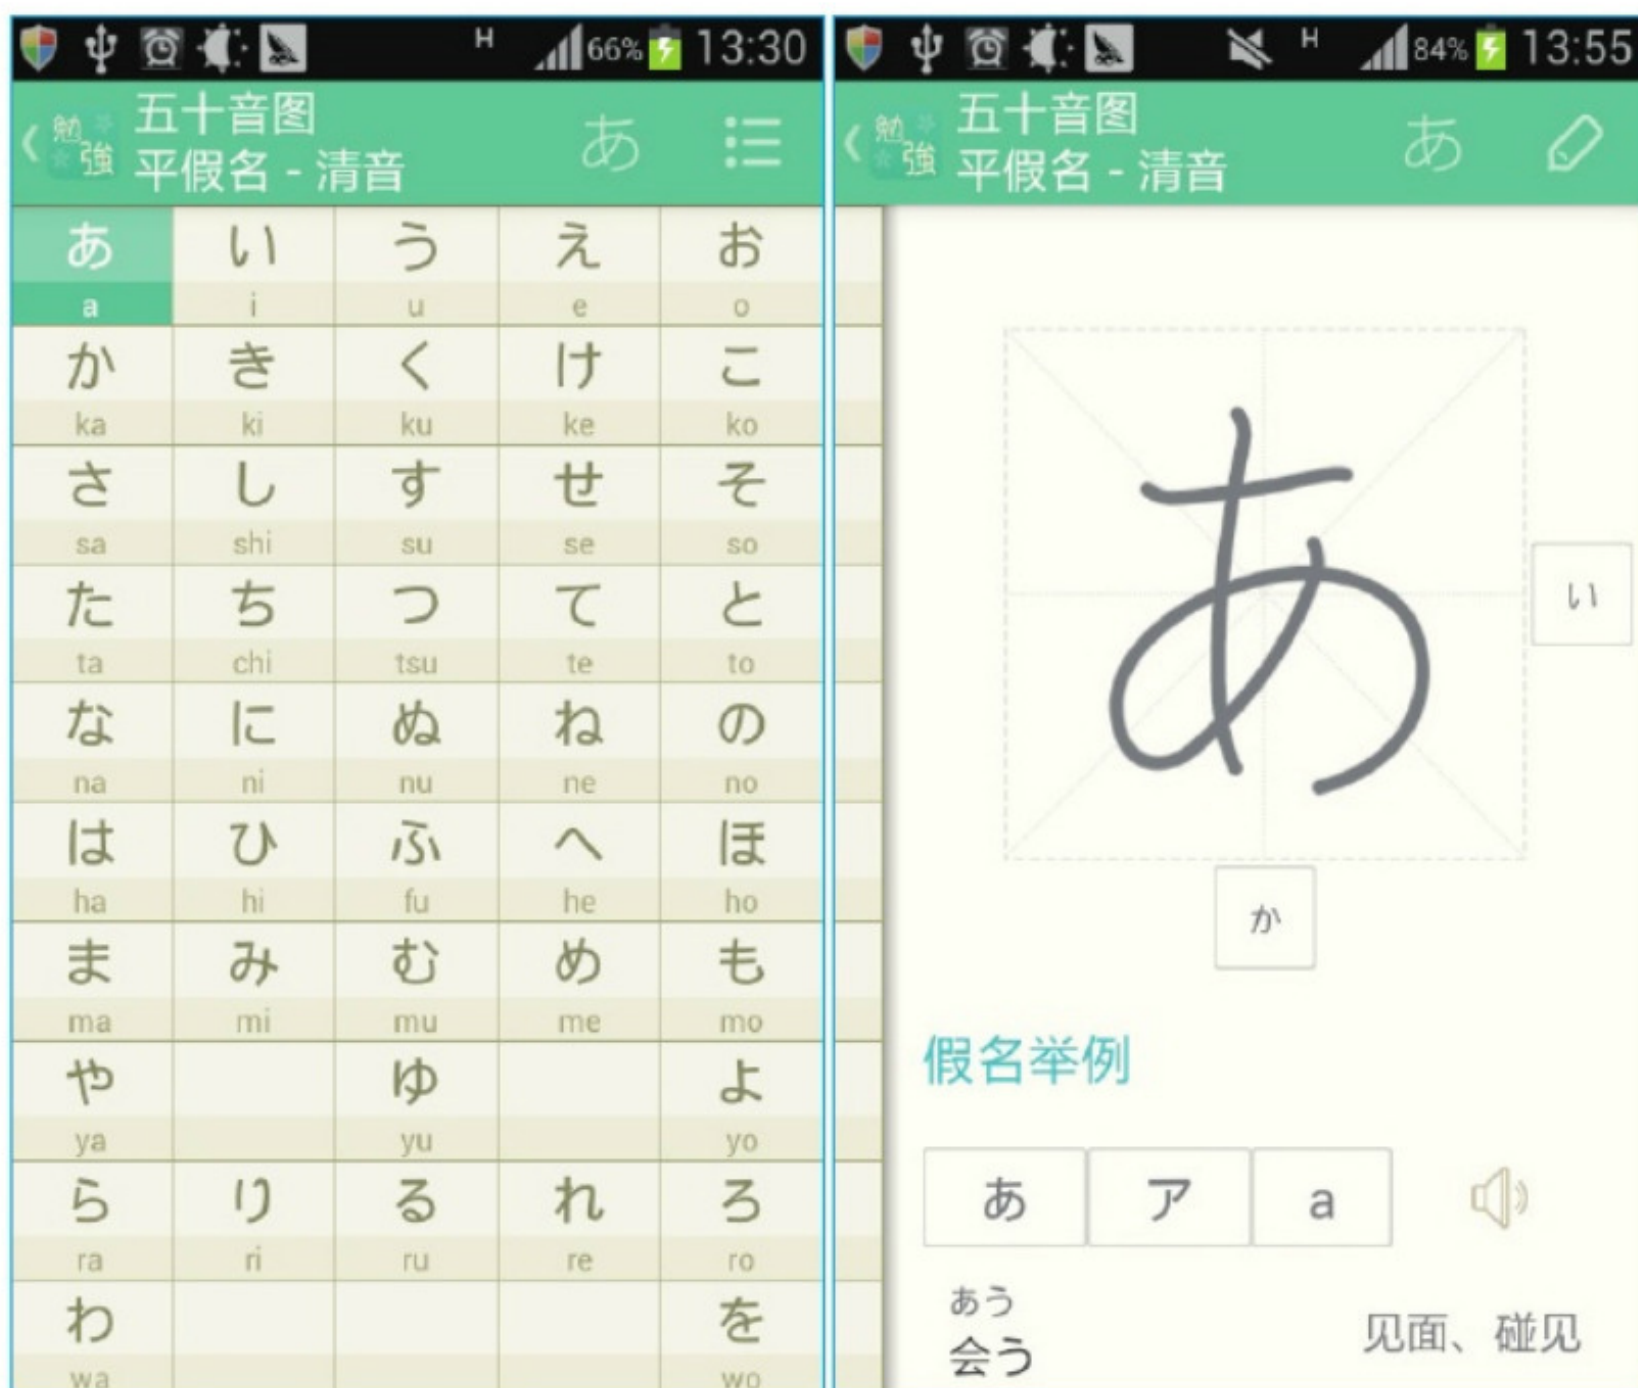 H 66% 13:30
勉強
五十音图
平假名 - 清音
あ
あ い う え お
a i u e o
か き く け こ
ka ki ku ke ko
さ し す せ そ
sa shi su se so
た ち つ て と
ta chi tsu te to
な に ぬ ね の
na ni nu ne no
は ひ ふ へ ほ
ha hi fu he ho
ま み む め も
ma mi mu me mo
や ゆ よ
ya yu yo
ら り る れ ろ
ra ri ru re ro
わ を
wa wo
H 84% 13:55
勉強
五十音图
平假名 - 清音
あ
あ
い
か
假名举例
あ ア a
あう
会う 见面、碰见